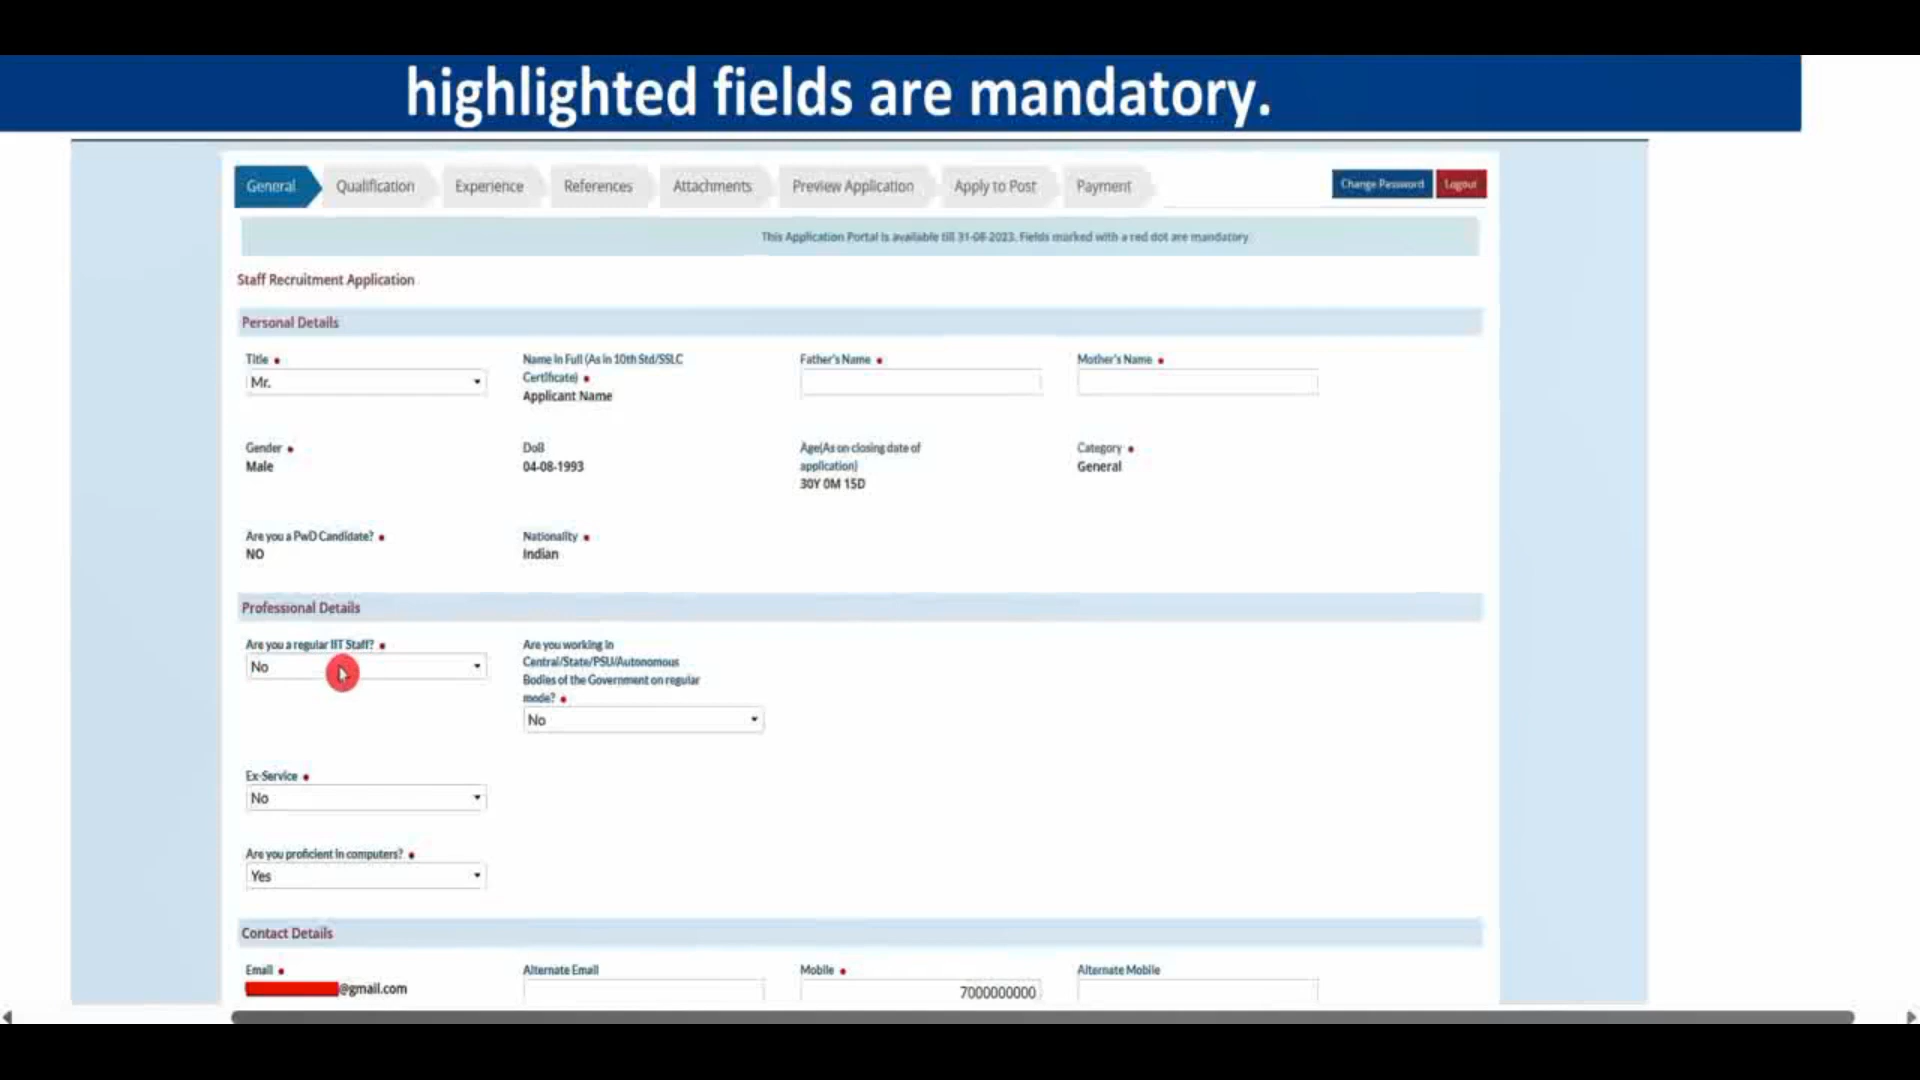 highlighted fields are mandatory.
General Qualification Experience References Attachments Preview Application Apply to Post Payment Change Password Logout
This Application Portal is available till 31-08-2023. Fields marked with a red dot are mandatory
Staff Recruitment Application
Personal Details
Title
Mr.
Name in Full (As in 10th Std/SSLC
Certificate)
Applicant Name
Father's Name
Mother's Name
Gender
Male
DoB
04-08-1993
Age(As on closing date of
application)
30Y 0M 15D
Category
General
Are you a PwD Candidate?
NO
Nationality
Indian
Professional Details
Are you a regular IIT Staff?
No
Are you working in
Central/State/PSU/Autonomous
Bodies of the Government on regular
mode?
No
Ex-Service
No
Are you proficient in computers?
Yes
Contact Details
Email
@gmail.com
Alternate Email
Mobile
7000000000
Alternate Mobile